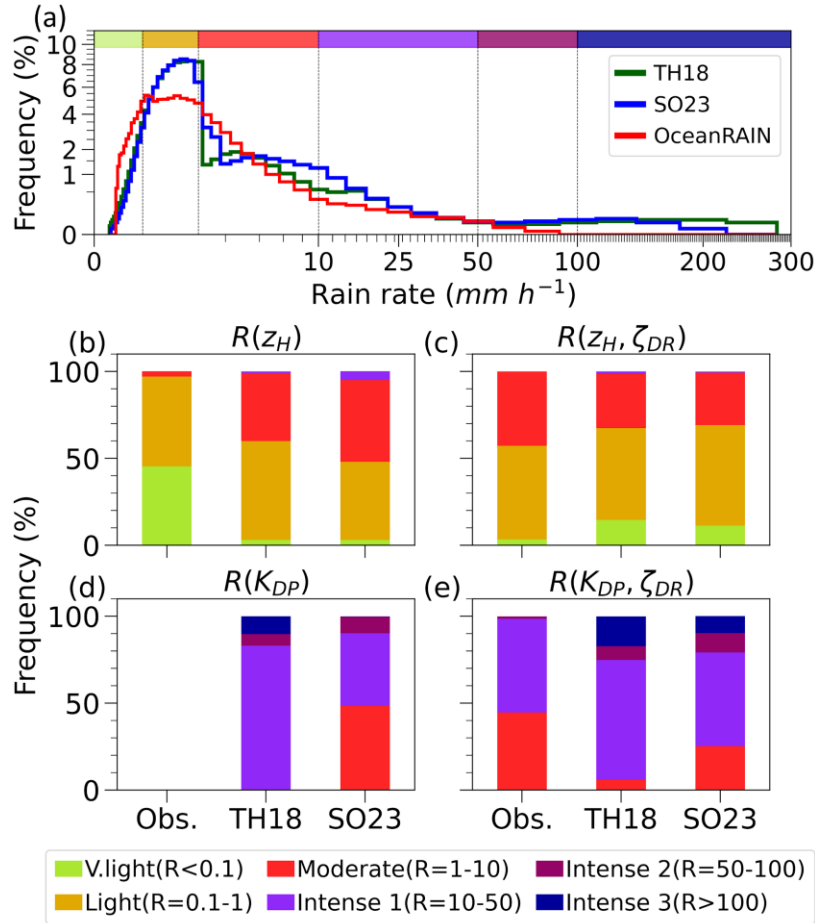 (a)
Frequency (%)
10
8
6
4
2
1
0
TH18
SO23
OceanRAIN
0 10 25 50 100 200 300
Rain rate (mm h⁻¹)
(b) R(z_H) (c) R(z_H, ζ_DR)
100
50
0
(d) R(K_DP) (e) R(K_DP, ζ_DR)
100
50
0
Frequency (%)
Obs. TH18 SO23 Obs. TH18 SO23
V.light(R<0.1) Moderate(R=1-10) Intense 2(R=50-100)
Light(R=0.1-1) Intense 1(R=10-50) Intense 3(R>100)